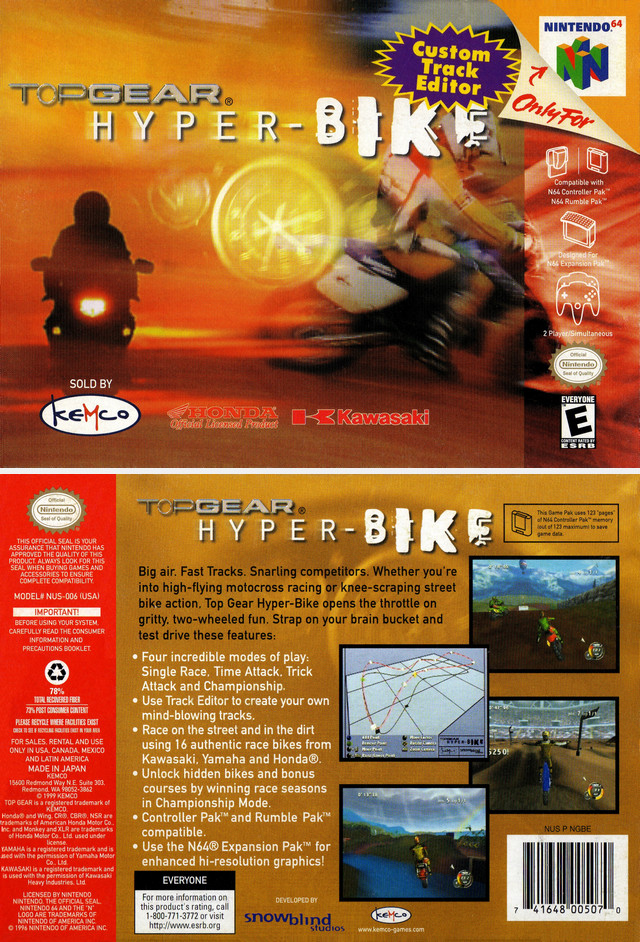 NINTENDO.64
Only For
Custom
Track
Editor
TOPGEAR®
HYPER-BIKE
Compatible with
N64 Controller Pak™
N64 Rumble Pak™
Designed For
N64 Expansion Pak
2 Player/Simultaneous
Official
Nintendo
Seal of Quality
EVERYONE
E
CONTENT RATED BY
ESRB
SOLD BY
KEMCO
HONDA
Official Licensed Product
Kawasaki
Official
Nintendo
Seal of Quality
THIS OFFICIAL SEAL IS YOUR
ASSURANCE THAT NINTENDO HAS
APPROVED THE QUALITY OF THIS
PRODUCT. ALWAYS LOOK FOR THIS
SEAL WHEN BUYING GAMES AND
ACCESSORIES TO ENSURE
COMPLETE COMPATIBILITY.
MODEL# NUS-006 (USA)
IMPORTANT!
BEFORE USING YOUR SYSTEM,
CAREFULLY READ THE CONSUMER
INFORMATION AND
PRECAUTIONS BOOKLET.
78%
TOTAL RECOVERED FIBER
73% POST CONSUMER CONTENT
PLEASE RECYCLE WHERE FACILITIES EXIST
CHECK TO SEE IF RECYCLING FACILITIES EXIST IN YOUR AREA
FOR SALES, RENTAL AND USE
ONLY IN USA, CANADA, MEXICO
AND LATIN AMERICA
MADE IN JAPAN
KEMCO
15600 Redmond Way N.E. Suite 303,
Redmond, WA 98052-3862
© 1999 KEMCO
TOP GEAR is a registered trademark of
KEMCO.
Honda® and Wing, CR®, CBR®, NSR are
trademarks of American Honda Motor Co.,
Inc. and Monkey and XLR are trademarks
of Honda Motor Co., Ltd. used under
license.
YAMAHA is a registered trademark and is
used with the permission of Yamaha Motor
Co., Ltd.
KAWASAKI is a registered trademark and
is used with the permission of Kawasaki
Heavy Industries, Ltd.
LICENSED BY NINTENDO
NINTENDO, THE OFFICIAL SEAL,
NINTENDO 64 AND THE "N"
LOGO ARE TRADEMARKS OF
NINTENDO OF AMERICA INC.
© 1996 NINTENDO OF AMERICA INC.
TOPGEAR®
HYPER-BIKE
This Game Pak uses 123 "pages"
of N64 Controller Pak™ memory
(out of 123 maximum) to save
game data.
Big air. Fast Tracks. Snarling competitors. Whether you're
into high-flying motocross racing or knee-scraping street
bike action, Top Gear Hyper-Bike opens the throttle on
gritty, two-wheeled fun. Strap on your brain bucket and
test drive these features:
• Four incredible modes of play:
Single Race, Time Attack, Trick
Attack and Championship.
• Use Track Editor to create your own
mind-blowing tracks.
• Race on the street and in the dirt
using 16 authentic race bikes from
Kawasaki, Yamaha and Honda®.
• Unlock hidden bikes and bonus
courses by winning race seasons
in Championship Mode.
• Controller Pak™ and Rumble Pak™
compatible.
• Use the N64® Expansion Pak™ for
enhanced hi-resolution graphics!
EVERYONE
For more information on
this product's rating, call
1-800-771-3772 or visit
http://www.esrb.org
DEVELOPED BY
snowblind
studios
KEMCO
www.kemco-games.com
NUS P NGBE
7 41648 00507 0